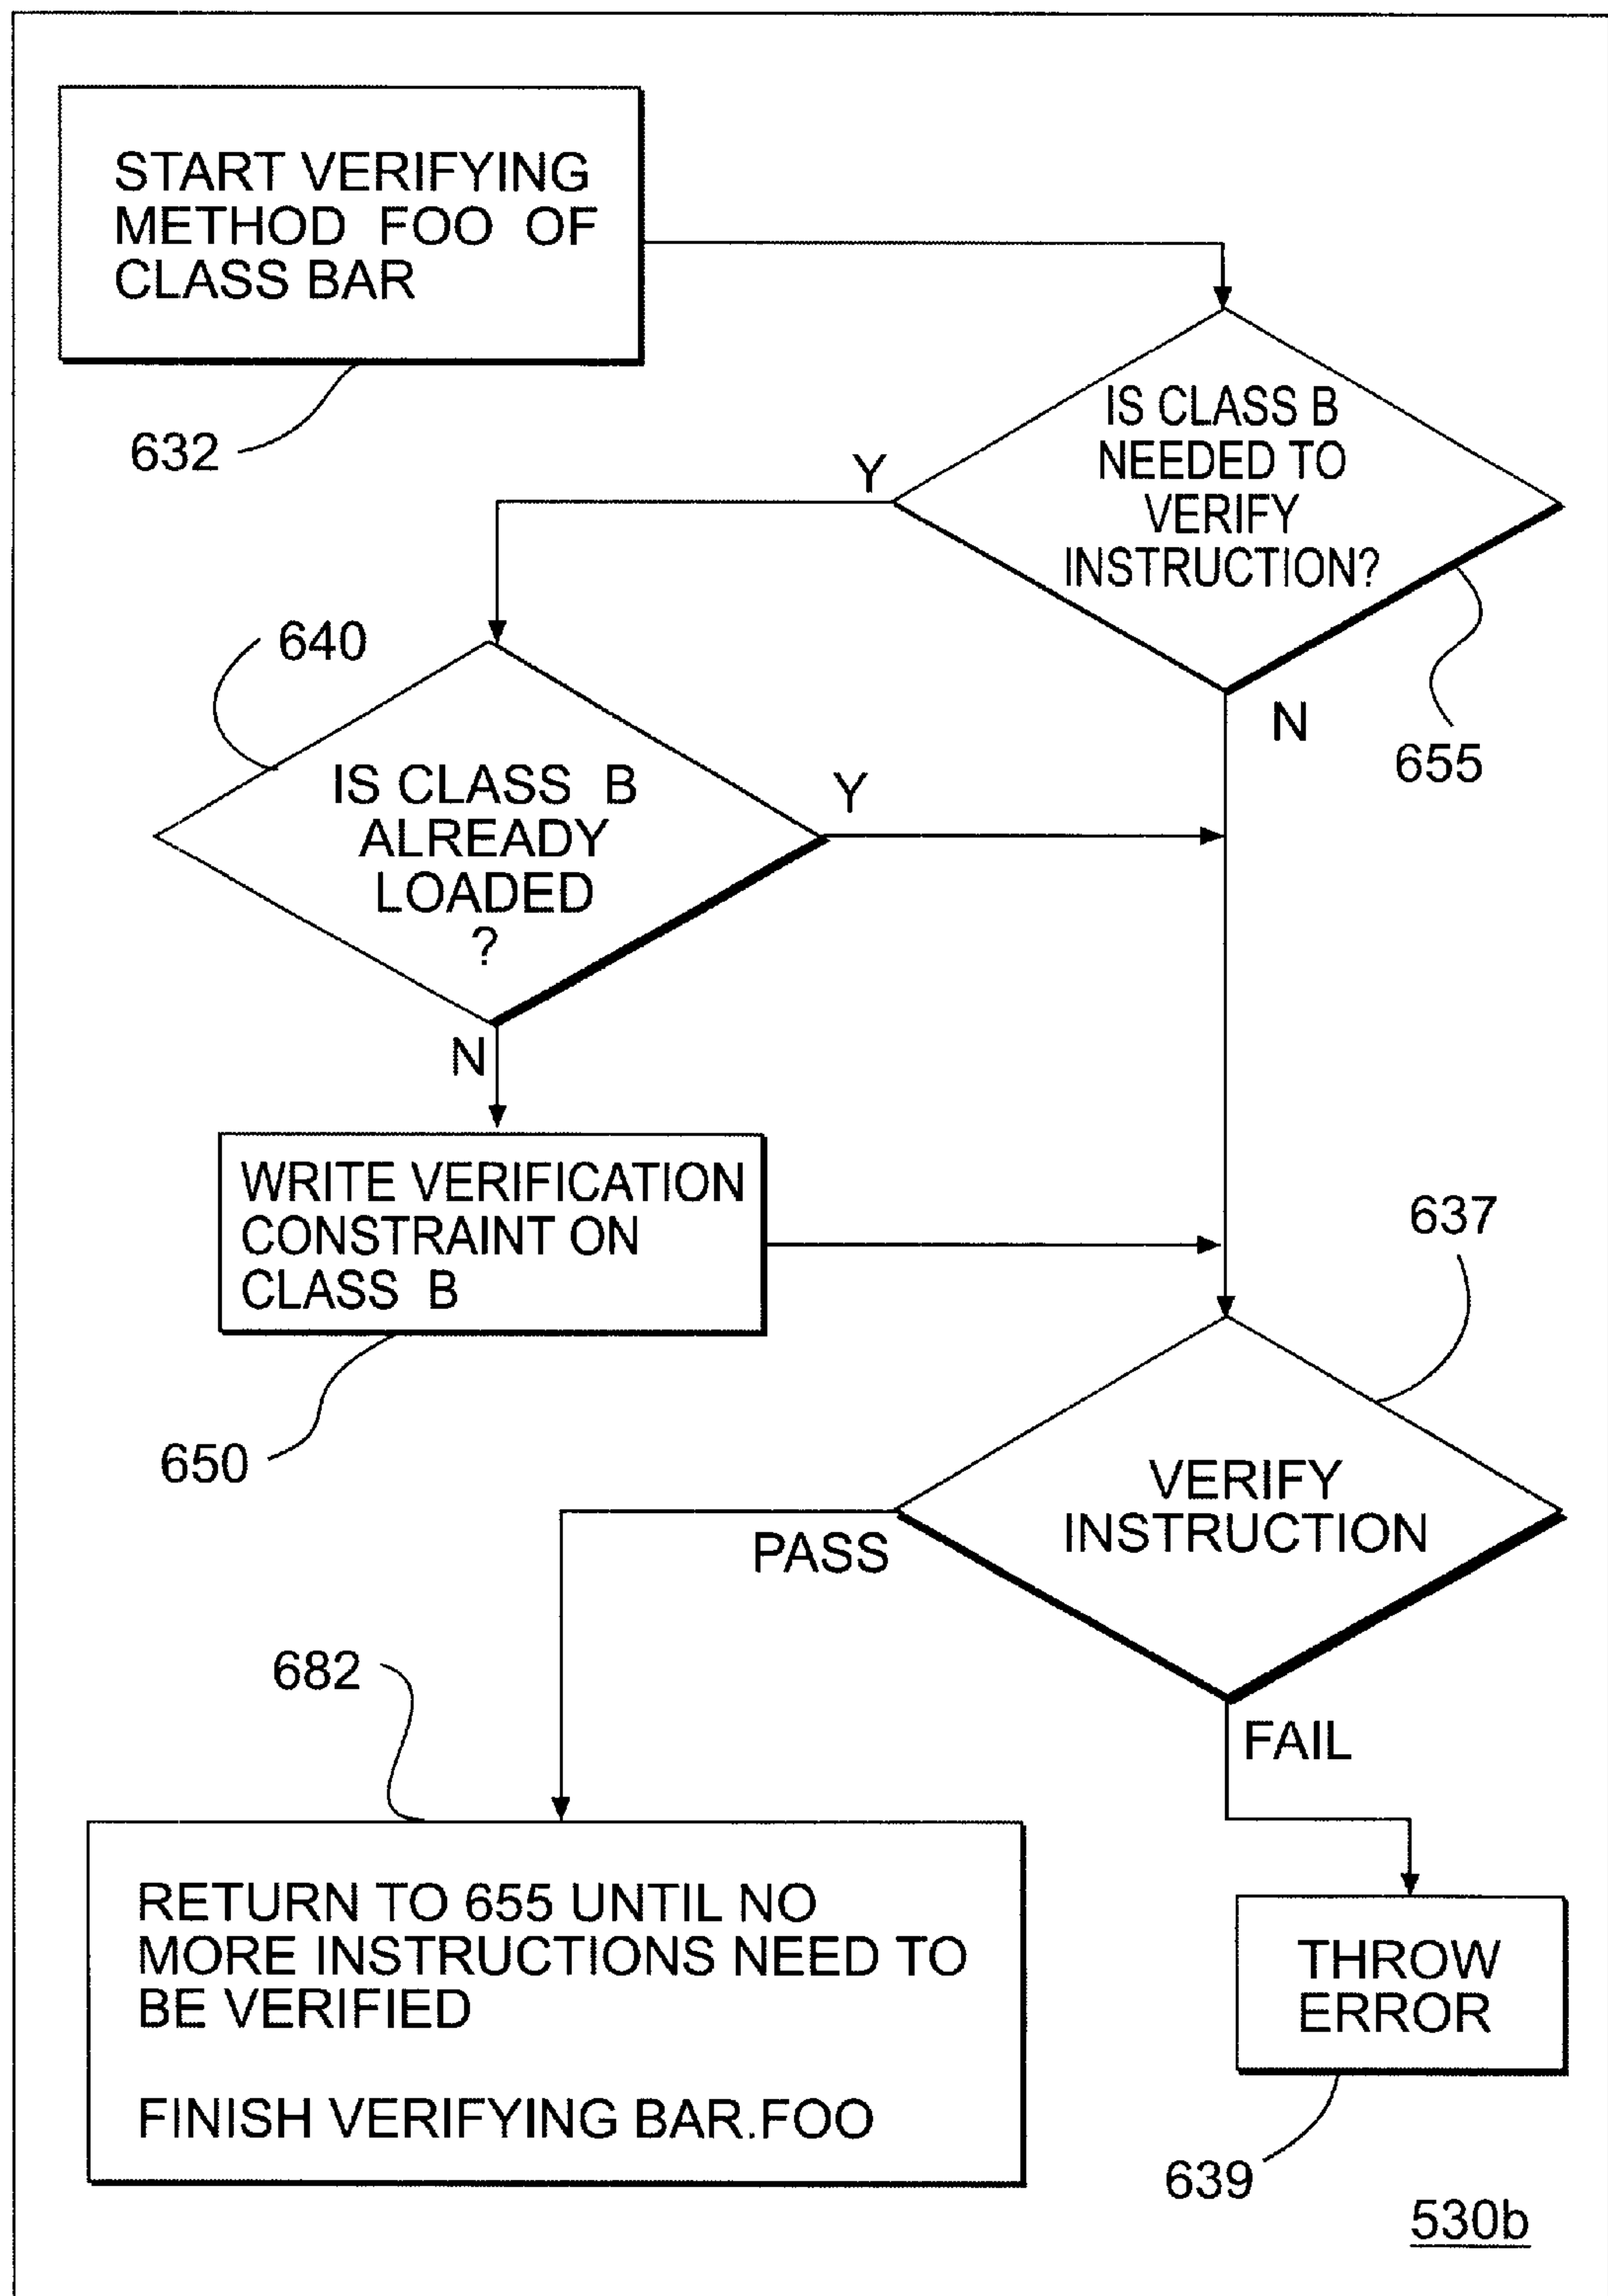 START VERIFYING
METHOD FOO OF
CLASS BAR
632
IS CLASS B
NEEDED TO
VERIFY
INSTRUCTION?
Y
N
655
640
IS CLASS B
ALREADY
LOADED
?
Y
N
WRITE VERIFICATION
CONSTRAINT ON
CLASS B
650
637
VERIFY
INSTRUCTION
PASS
FAIL
682
RETURN TO 655 UNTIL NO
MORE INSTRUCTIONS NEED TO
BE VERIFIED
FINISH VERIFYING BAR.FOO
THROW
ERROR
639
530b